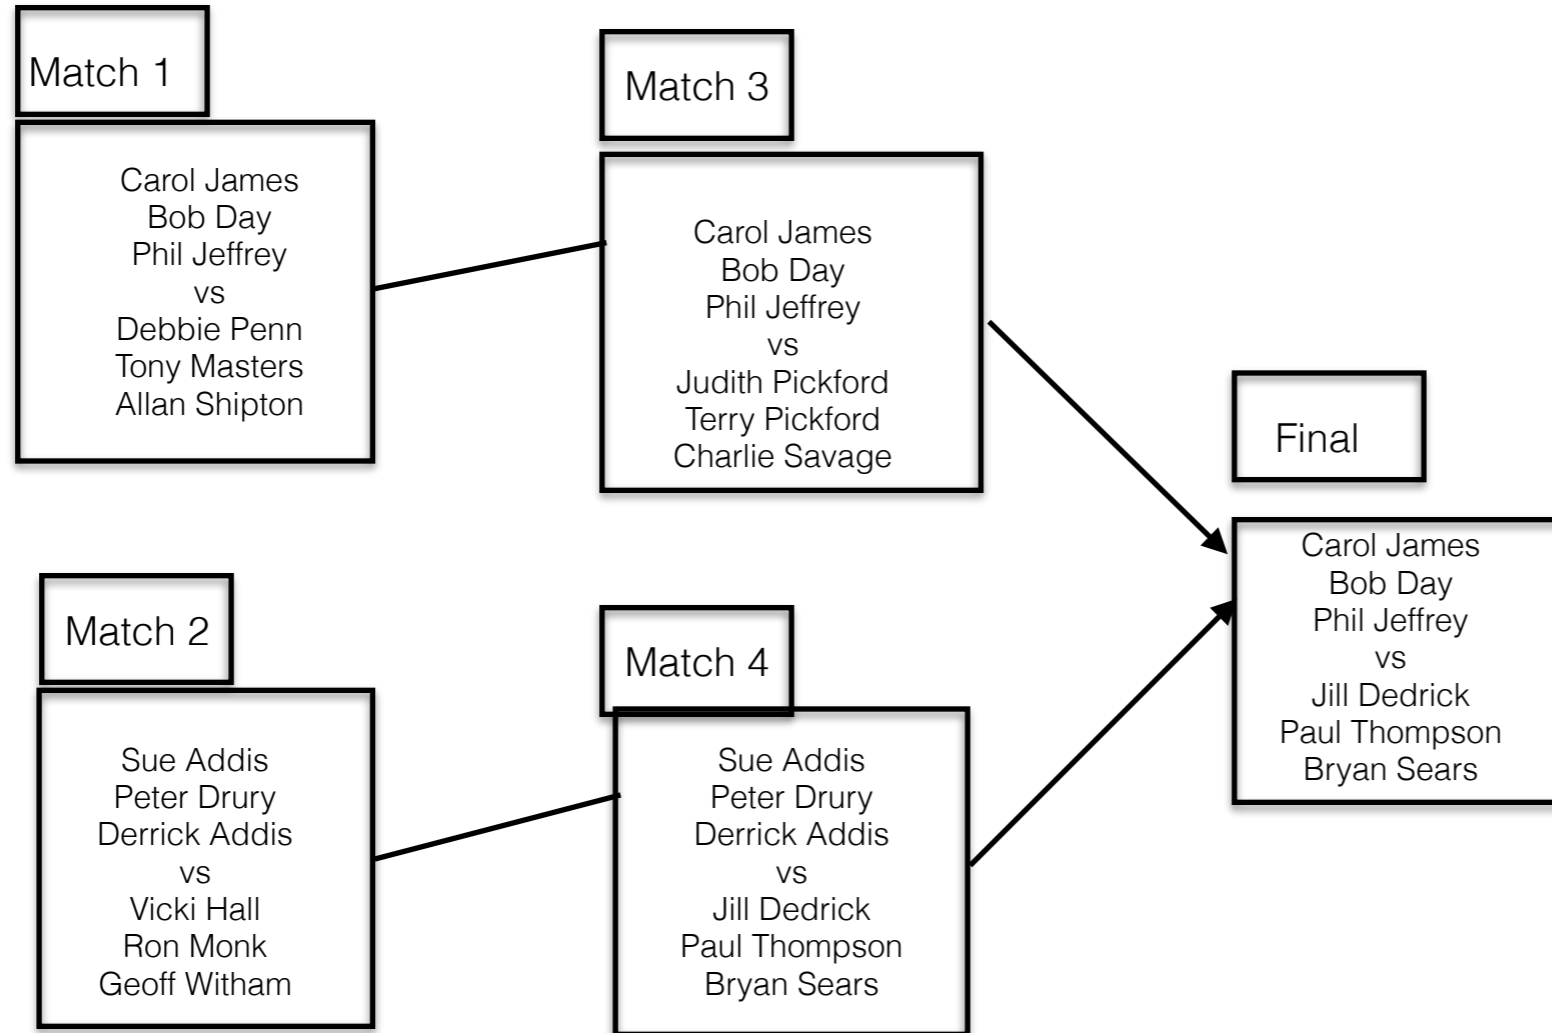 Match 1
Carol James
Bob Day
Phil Jeffrey
vs
Debbie Penn
Tony Masters
Allan Shipton
Match 2
Sue Addis
Peter Drury
Derrick Addis
vs
Vicki Hall
Ron Monk
Geoff Witham
Match 3
Carol James
Bob Day
Phil Jeffrey
vs
Judith Pickford
Terry Pickford
Charlie Savage
Match 4
Sue Addis
Peter Drury
Derrick Addis
vs
Jill Dedrick
Paul Thompson
Bryan Sears
Final
Carol James
Bob Day
Phil Jeffrey
vs
Jill Dedrick
Paul Thompson
Bryan Sears